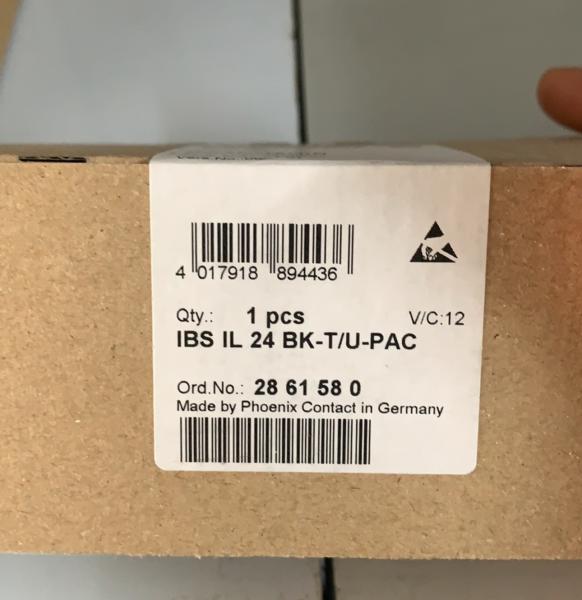 4 017918 894436
Qty.: 1 pcs V/C:12
IBS IL 24 BK-T/U-PAC
Ord.No.: 28 61 58 0
Made by Phoenix Contact in Germany